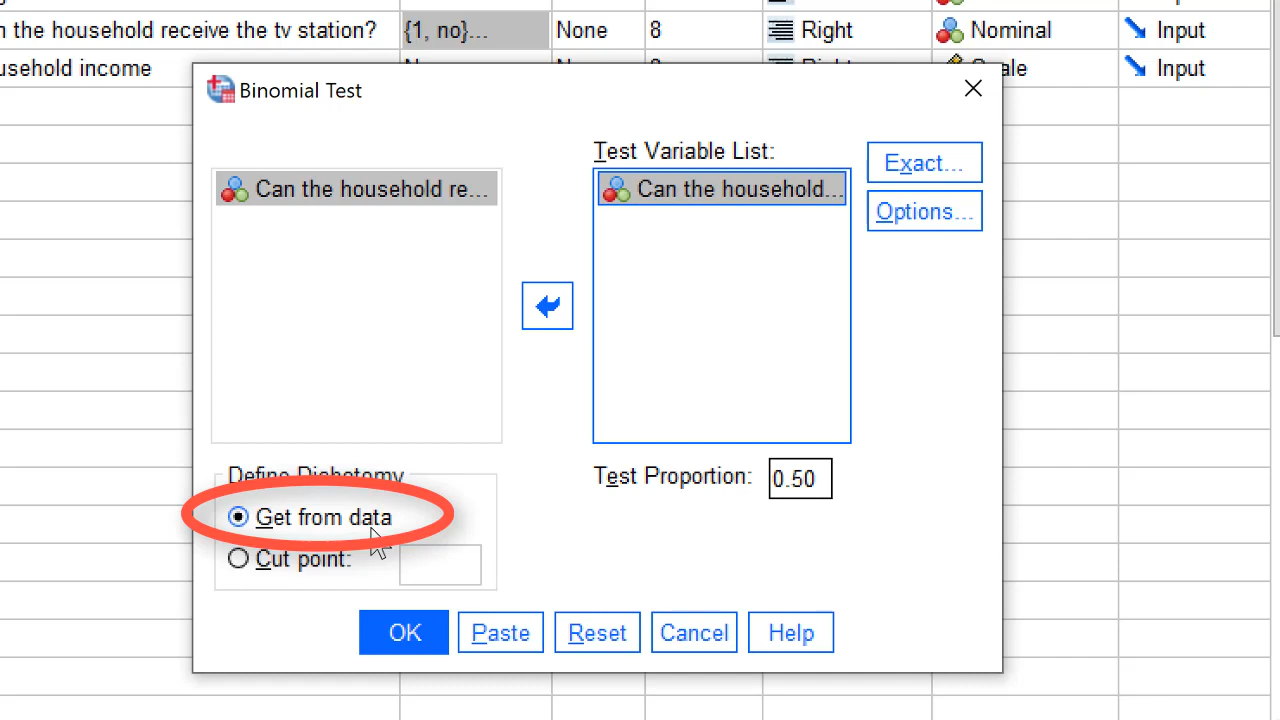 n the household receive the tv station? {1, no}... None 8 Right Nominal Input
usehold income Input
Binomial Test
Test Variable List:
Exact...
Can the household re...
Can the household...
Options...
Define Dichotomy
Test Proportion: 0.50
Get from data
Cut point:
OK Paste Reset Cancel Help